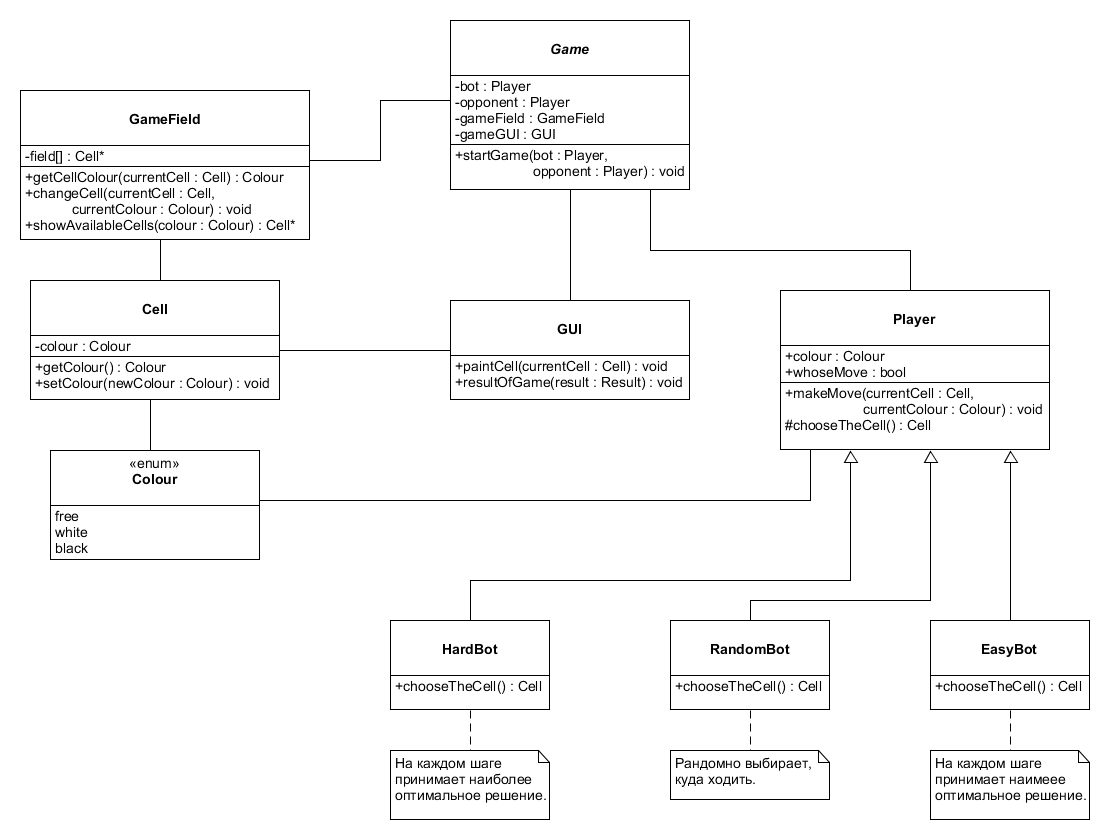 Game
-bot : Player
-opponent : Player
-gameField : GameField
-gameGUI : GUI
+startGame(bot : Player,
opponent : Player) : void
GameField
-field[] : Cell*
+getCellColour(currentCell : Cell) : Colour
+changeCell(currentCell : Cell,
currentColour : Colour) : void
+showAvailableCells(colour : Colour) : Cell*
Cell
-colour : Colour
+getColour() : Colour
+setColour(newColour : Colour) : void
GUI
+paintCell(currentCell : Cell) : void
+resultOfGame(result : Result) : void
Player
+colour : Colour
+whoseMove : bool
+makeMove(currentCell : Cell,
currentColour : Colour) : void
#chooseTheCell() : Cell
«enum»
Colour
free
white
black
HardBot
+chooseTheCell() : Cell
RandomBot
+chooseTheCell() : Cell
EasyBot
+chooseTheCell() : Cell
На каждом шаге
принимает наиболее
оптимальное решение.
Рандомно выбирает,
куда ходить.
На каждом шаге
принимает наимеее
оптимальное решение.